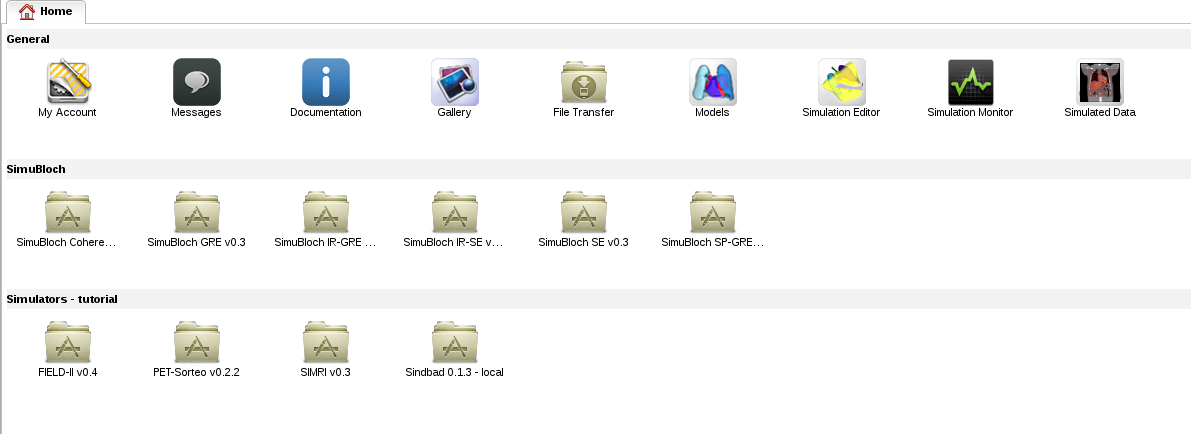 Home
General
My Account
Messages
Documentation
Gallery
File Transfer
Models
Simulation Editor
Simulation Monitor
Simulated Data
SimuBloch
SimuBloch Cohere...
SimuBloch GRE v0.3
SimuBloch IR-GRE ...
SimuBloch IR-SE v...
SimuBloch SE v0.3
SimuBloch SP-GRE...
Simulators - tutorial
FIELD-II v0.4
PET-Sorteo v0.2.2
SIMRI v0.3
Sindbad 0.1.3 - local